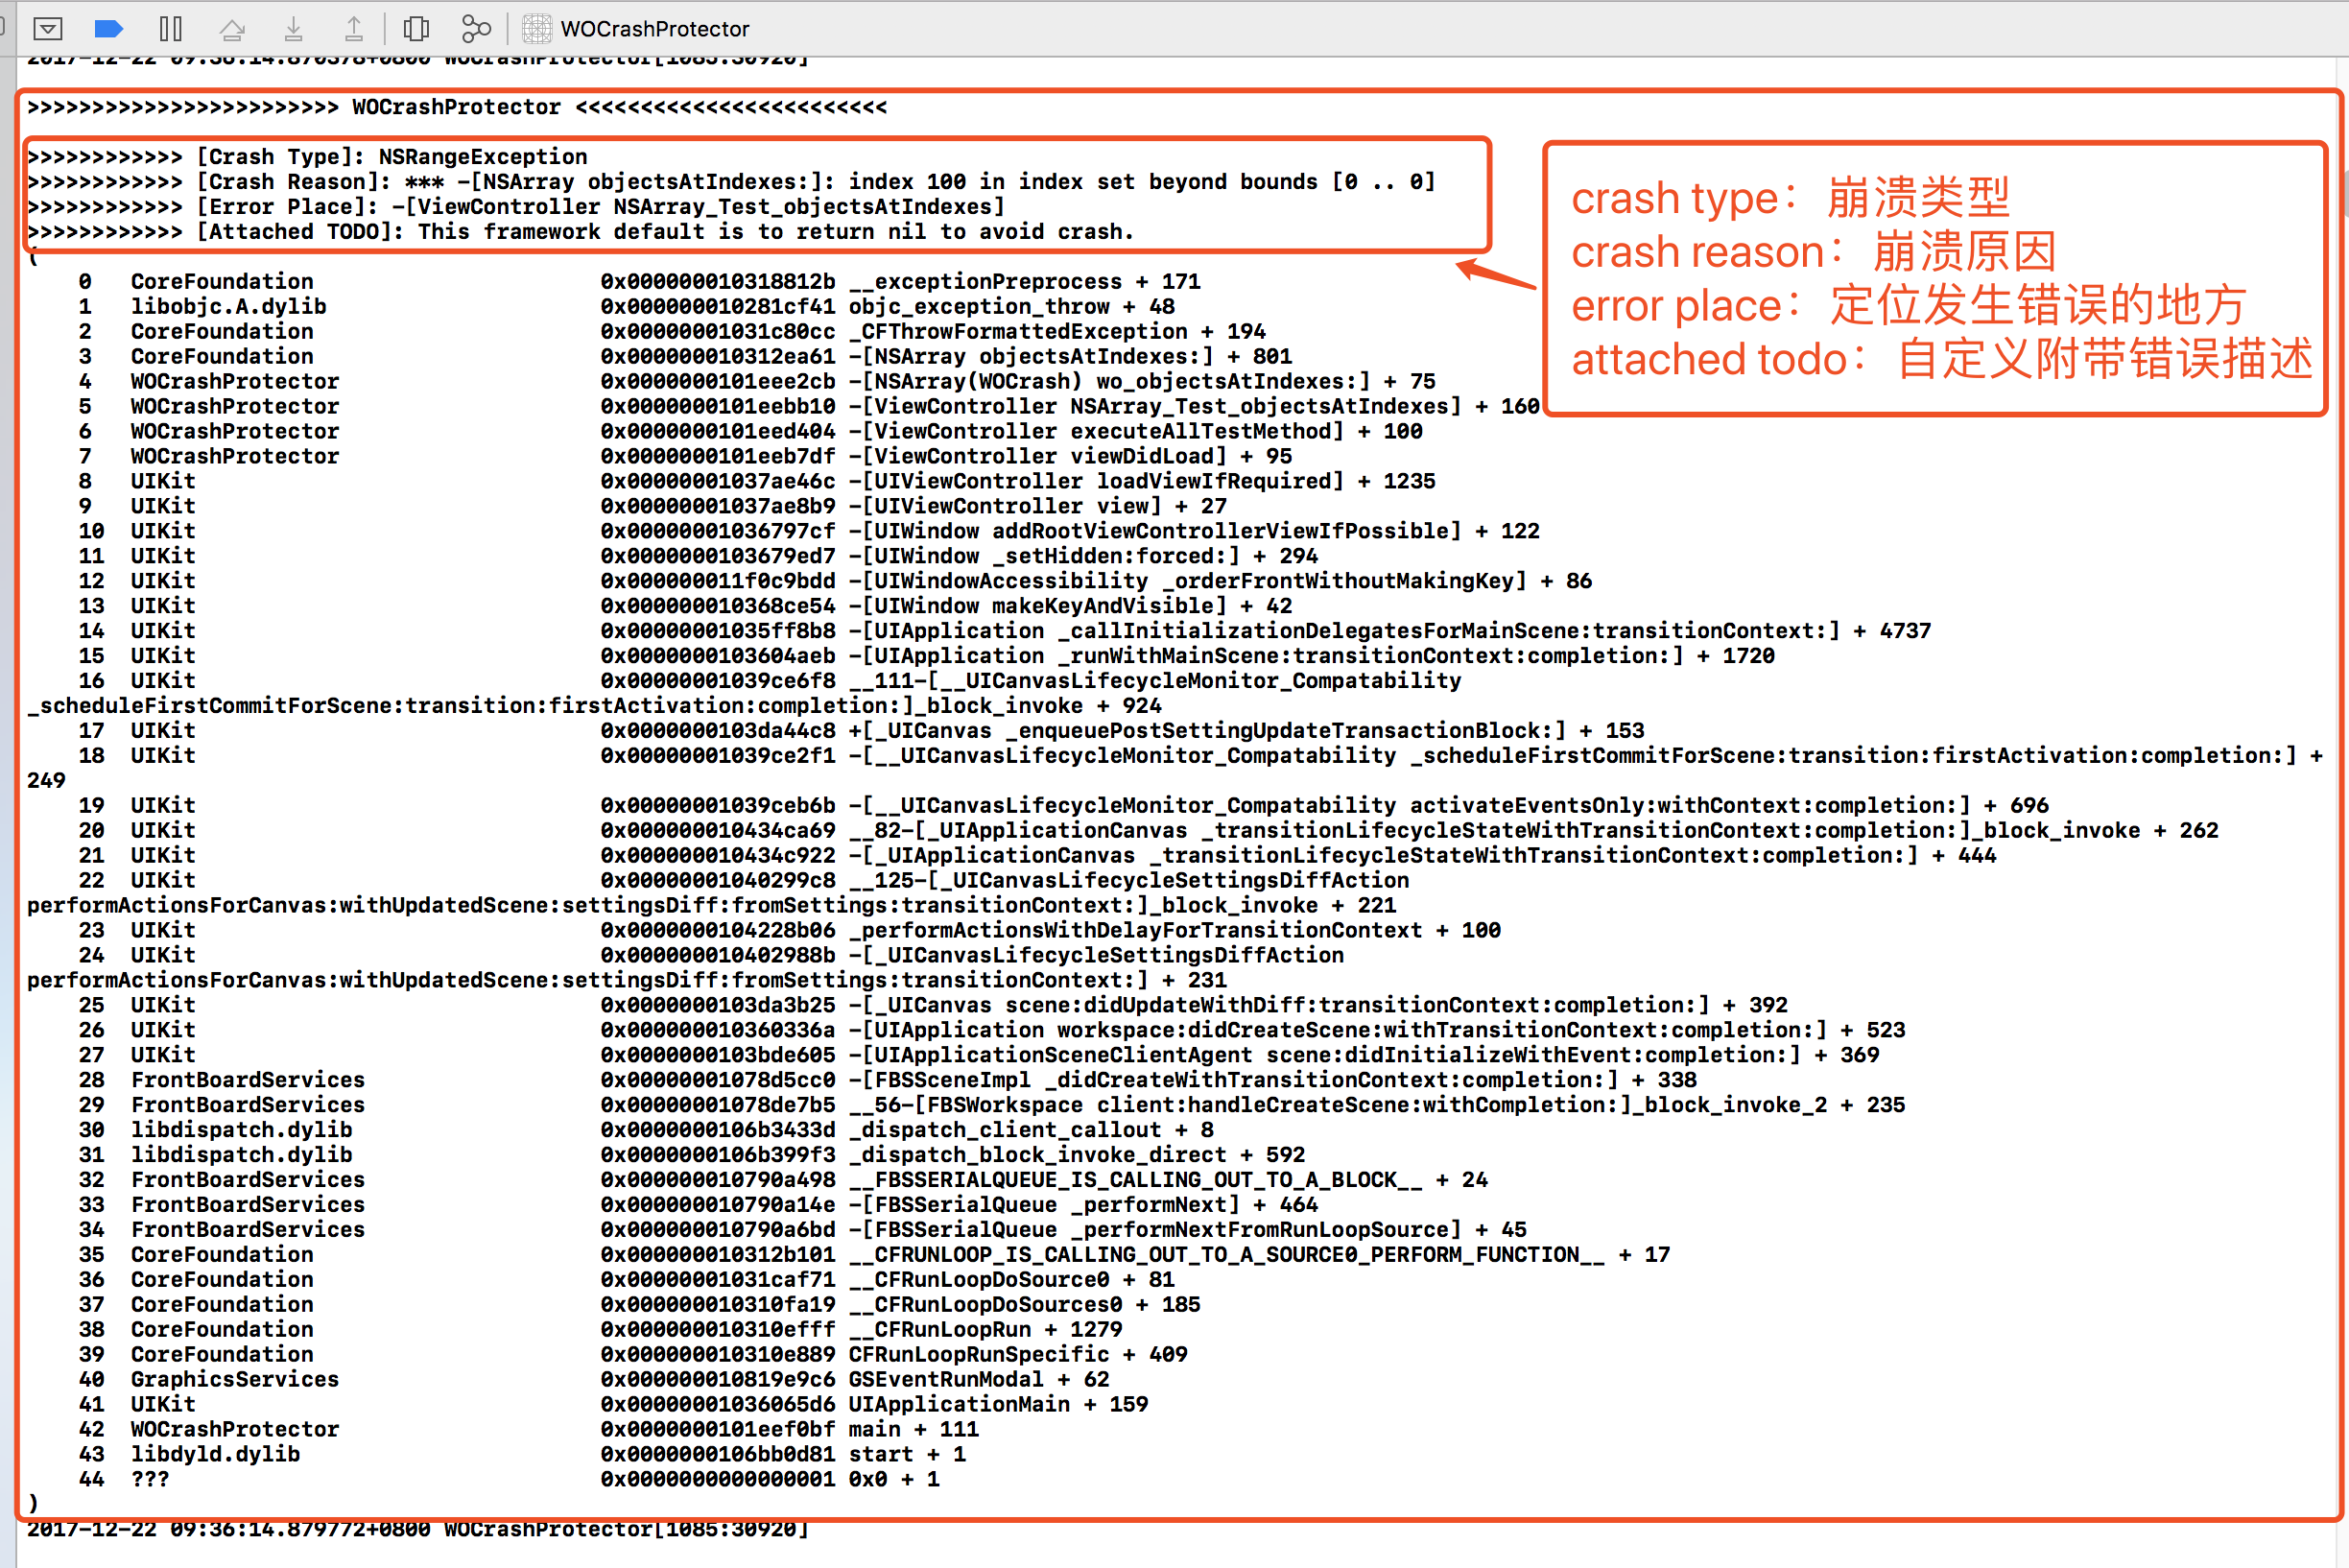 WOCrashProtector
2017-12-22 09:36:14.870378+0800 WOCrashProtector[1085:30920]
>>>>>>>>>>>>>>>>>>>>>>>> WOCrashProtector <<<<<<<<<<<<<<<<<<<<<<<<
>>>>>>>>>>>> [Crash Type]: NSRangeException
>>>>>>>>>>>> [Crash Reason]: *** -[NSArray objectsAtIndexes:]: index 100 in index set beyond bounds [0 .. 0]
>>>>>>>>>>>> [Error Place]: -[ViewController NSArray_Test_objectsAtIndexes]
>>>>>>>>>>>> [Attached TODO]: This framework default is to return nil to avoid crash.
(
crash type：崩溃类型
crash reason：崩溃原因
error place：定位发生错误的地方
attached todo：自定义附带错误描述
0 CoreFoundation 0x000000010318812b __exceptionPreprocess + 171
1 libobjc.A.dylib 0x000000010281cf41 objc_exception_throw + 48
2 CoreFoundation 0x00000001031c80cc _CFThrowFormattedException + 194
3 CoreFoundation 0x000000010312ea61 -[NSArray objectsAtIndexes:] + 801
4 WOCrashProtector 0x0000000101eee2cb -[NSArray(WOCrash) wo_objectsAtIndexes:] + 75
5 WOCrashProtector 0x0000000101eebb10 -[ViewController NSArray_Test_objectsAtIndexes] + 160
6 WOCrashProtector 0x0000000101eed404 -[ViewController executeAllTestMethod] + 100
7 WOCrashProtector 0x0000000101eeb7df -[ViewController viewDidLoad] + 95
8 UIKit 0x00000001037ae46c -[UIViewController loadViewIfRequired] + 1235
9 UIKit 0x00000001037ae8b9 -[UIViewController view] + 27
10 UIKit 0x00000001036797cf -[UIWindow addRootViewControllerViewIfPossible] + 122
11 UIKit 0x0000000103679ed7 -[UIWindow _setHidden:forced:] + 294
12 UIKit 0x000000011f0c9bdd -[UIWindowAccessibility _orderFrontWithoutMakingKey] + 86
13 UIKit 0x000000010368ce54 -[UIWindow makeKeyAndVisible] + 42
14 UIKit 0x00000001035ff8b8 -[UIApplication _callInitializationDelegatesForMainScene:transitionContext:] + 4737
15 UIKit 0x0000000103604aeb -[UIApplication _runWithMainScene:transitionContext:completion:] + 1720
16 UIKit 0x00000001039ce6f8 __111-[__UICanvasLifecycleMonitor_Compatability
_scheduleFirstCommitForScene:transition:firstActivation:completion:]_block_invoke + 924
17 UIKit 0x0000000103da44c8 +[_UICanvas _enqueuePostSettingUpdateTransactionBlock:] + 153
18 UIKit 0x00000001039ce2f1 -[__UICanvasLifecycleMonitor_Compatability _scheduleFirstCommitForScene:transition:firstActivation:completion:] +
249
19 UIKit 0x00000001039ceb6b -[__UICanvasLifecycleMonitor_Compatability activateEventsOnly:withContext:completion:] + 696
20 UIKit 0x000000010434ca69 __82-[_UIApplicationCanvas _transitionLifecycleStateWithTransitionContext:completion:]_block_invoke + 262
21 UIKit 0x000000010434c922 -[_UIApplicationCanvas _transitionLifecycleStateWithTransitionContext:completion:] + 444
22 UIKit 0x00000001040299c8 __125-[_UICanvasLifecycleSettingsDiffAction
performActionsForCanvas:withUpdatedScene:settingsDiff:fromSettings:transitionContext:]_block_invoke + 221
23 UIKit 0x0000000104228b06 _performActionsWithDelayForTransitionContext + 100
24 UIKit 0x000000010402988b -[_UICanvasLifecycleSettingsDiffAction
performActionsForCanvas:withUpdatedScene:settingsDiff:fromSettings:transitionContext:] + 231
25 UIKit 0x0000000103da3b25 -[_UICanvas scene:didUpdateWithDiff:transitionContext:completion:] + 392
26 UIKit 0x000000010360336a -[UIApplication workspace:didCreateScene:withTransitionContext:completion:] + 523
27 UIKit 0x0000000103bde605 -[UIApplicationSceneClientAgent scene:didInitializeWithEvent:completion:] + 369
28 FrontBoardServices 0x00000001078d5cc0 -[FBSSceneImpl _didCreateWithTransitionContext:completion:] + 338
29 FrontBoardServices 0x00000001078de7b5 __56-[FBSWorkspace client:handleCreateScene:withCompletion:]_block_invoke_2 + 235
30 libdispatch.dylib 0x0000000106b3433d _dispatch_client_callout + 8
31 libdispatch.dylib 0x0000000106b399f3 _dispatch_block_invoke_direct + 592
32 FrontBoardServices 0x000000010790a498 __FBSSERIALQUEUE_IS_CALLING_OUT_TO_A_BLOCK__ + 24
33 FrontBoardServices 0x000000010790a14e -[FBSSerialQueue _performNext] + 464
34 FrontBoardServices 0x000000010790a6bd -[FBSSerialQueue _performNextFromRunLoopSource] + 45
35 CoreFoundation 0x000000010312b101 __CFRUNLOOP_IS_CALLING_OUT_TO_A_SOURCE0_PERFORM_FUNCTION__ + 17
36 CoreFoundation 0x00000001031caf71 __CFRunLoopDoSource0 + 81
37 CoreFoundation 0x000000010310fa19 __CFRunLoopDoSources0 + 185
38 CoreFoundation 0x000000010310efff __CFRunLoopRun + 1279
39 CoreFoundation 0x000000010310e889 CFRunLoopRunSpecific + 409
40 GraphicsServices 0x000000010819e9c6 GSEventRunModal + 62
41 UIKit 0x00000001036065d6 UIApplicationMain + 159
42 WOCrashProtector 0x0000000101eef0bf main + 111
43 libdyld.dylib 0x0000000106bb0d81 start + 1
44 ??? 0x0000000000000001 0x0 + 1
)
2017-12-22 09:36:14.879772+0800 WOCrashProtector[1085:30920]